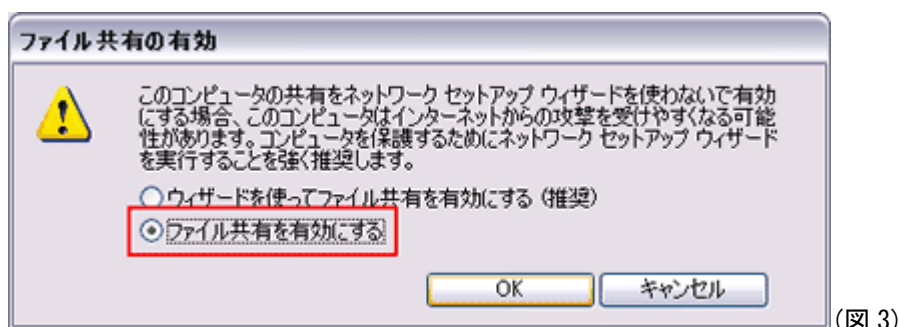 ファイル共有の有効
このコンピュータの共有をネットワーク セットアップ ウィザードを使わないで有効
にする場合、このコンピュータはインターネットからの攻撃を受けやすくなる可能
性があります。コンピュータを保護するためにネットワーク セットアップ ウィザード
を実行することを強く推奨します。
ウィザードを使ってファイル共有を有効にする (推奨)
ファイル共有を有効にする
OK キャンセル
(図 3)